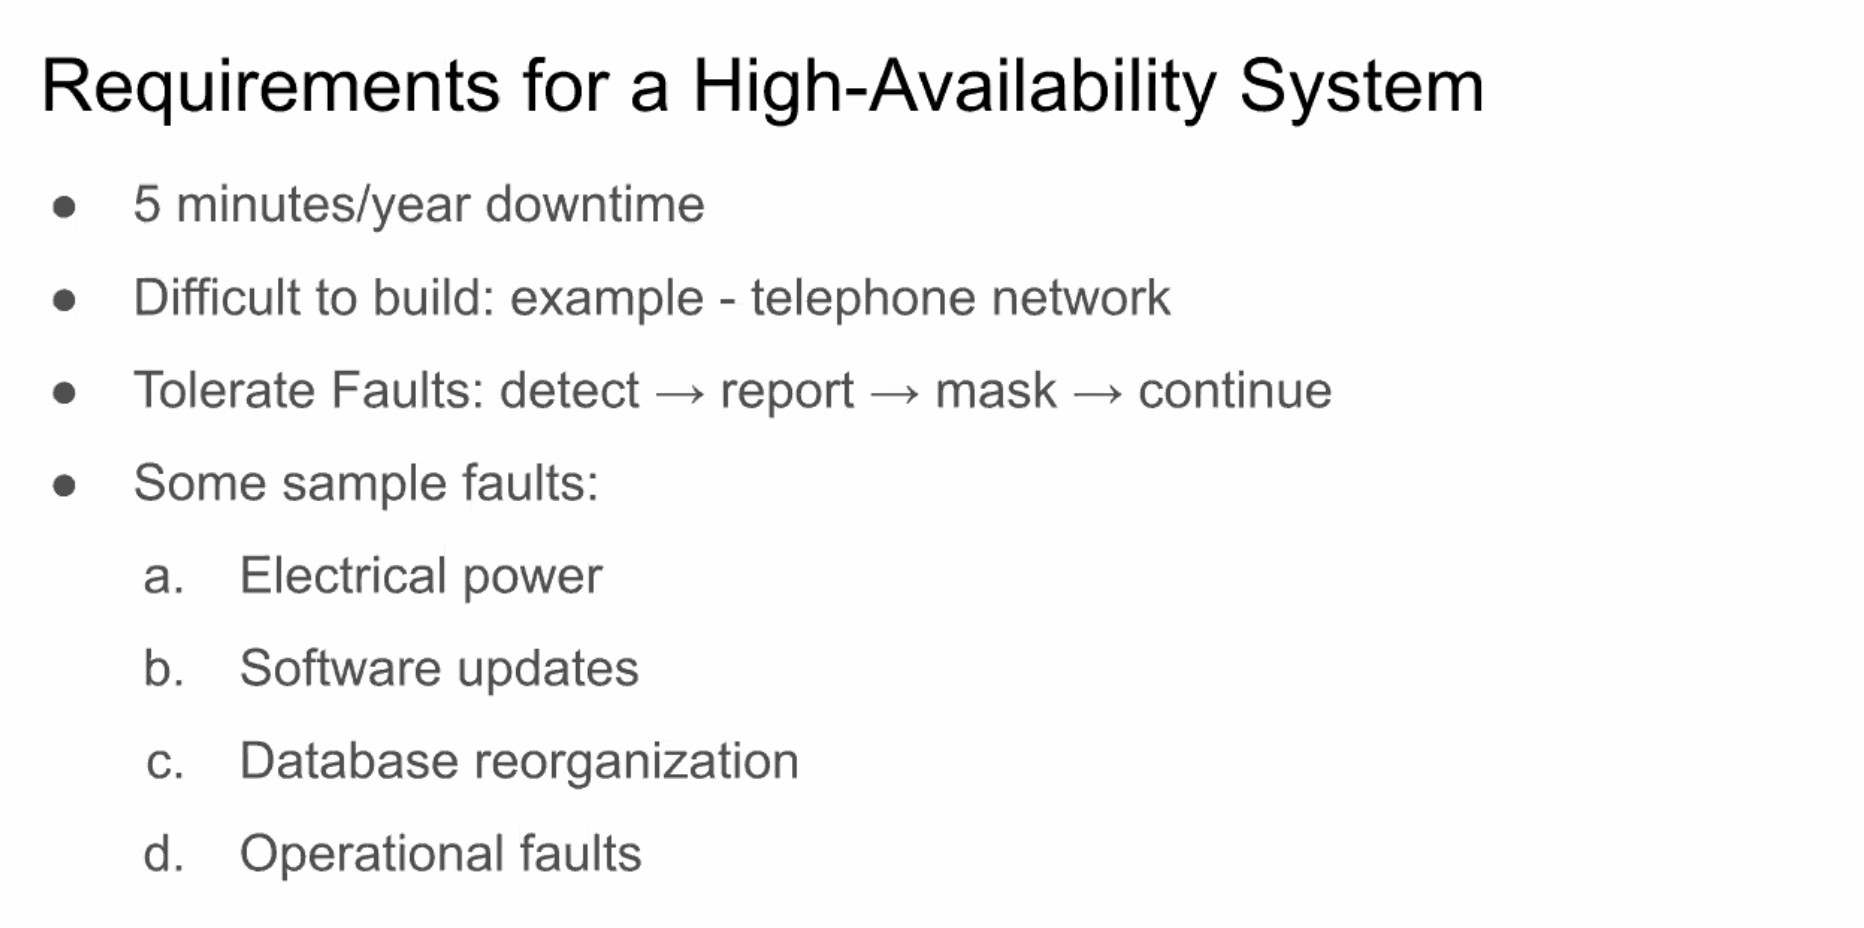 Requirements for a High-Availability System
● 5 minutes/year downtime
● Difficult to build: example - telephone network
● Tolerate Faults: detect → report → mask → continue
● Some sample faults:
a. Electrical power
b. Software updates
c. Database reorganization
d. Operational faults